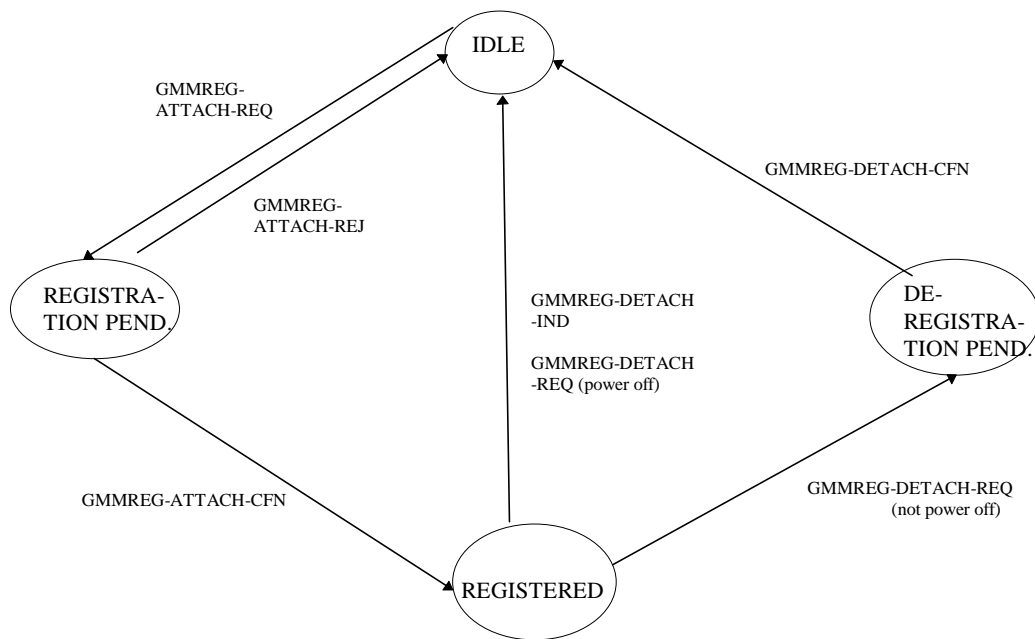 IDLE
GMMREG-
ATTACH-REQ
GMMREG-DETACH-CFN
GMMREG-
ATTACH-REJ
REGISTRA-
TION PEND.
GMMREG-DETACH
-IND
GMMREG-DETACH
-REQ (power off)
DE-
REGISTRA-
TION PEND.
GMMREG-ATTACH-CFN
GMMREG-DETACH-REQ
(not power off)
REGISTERED